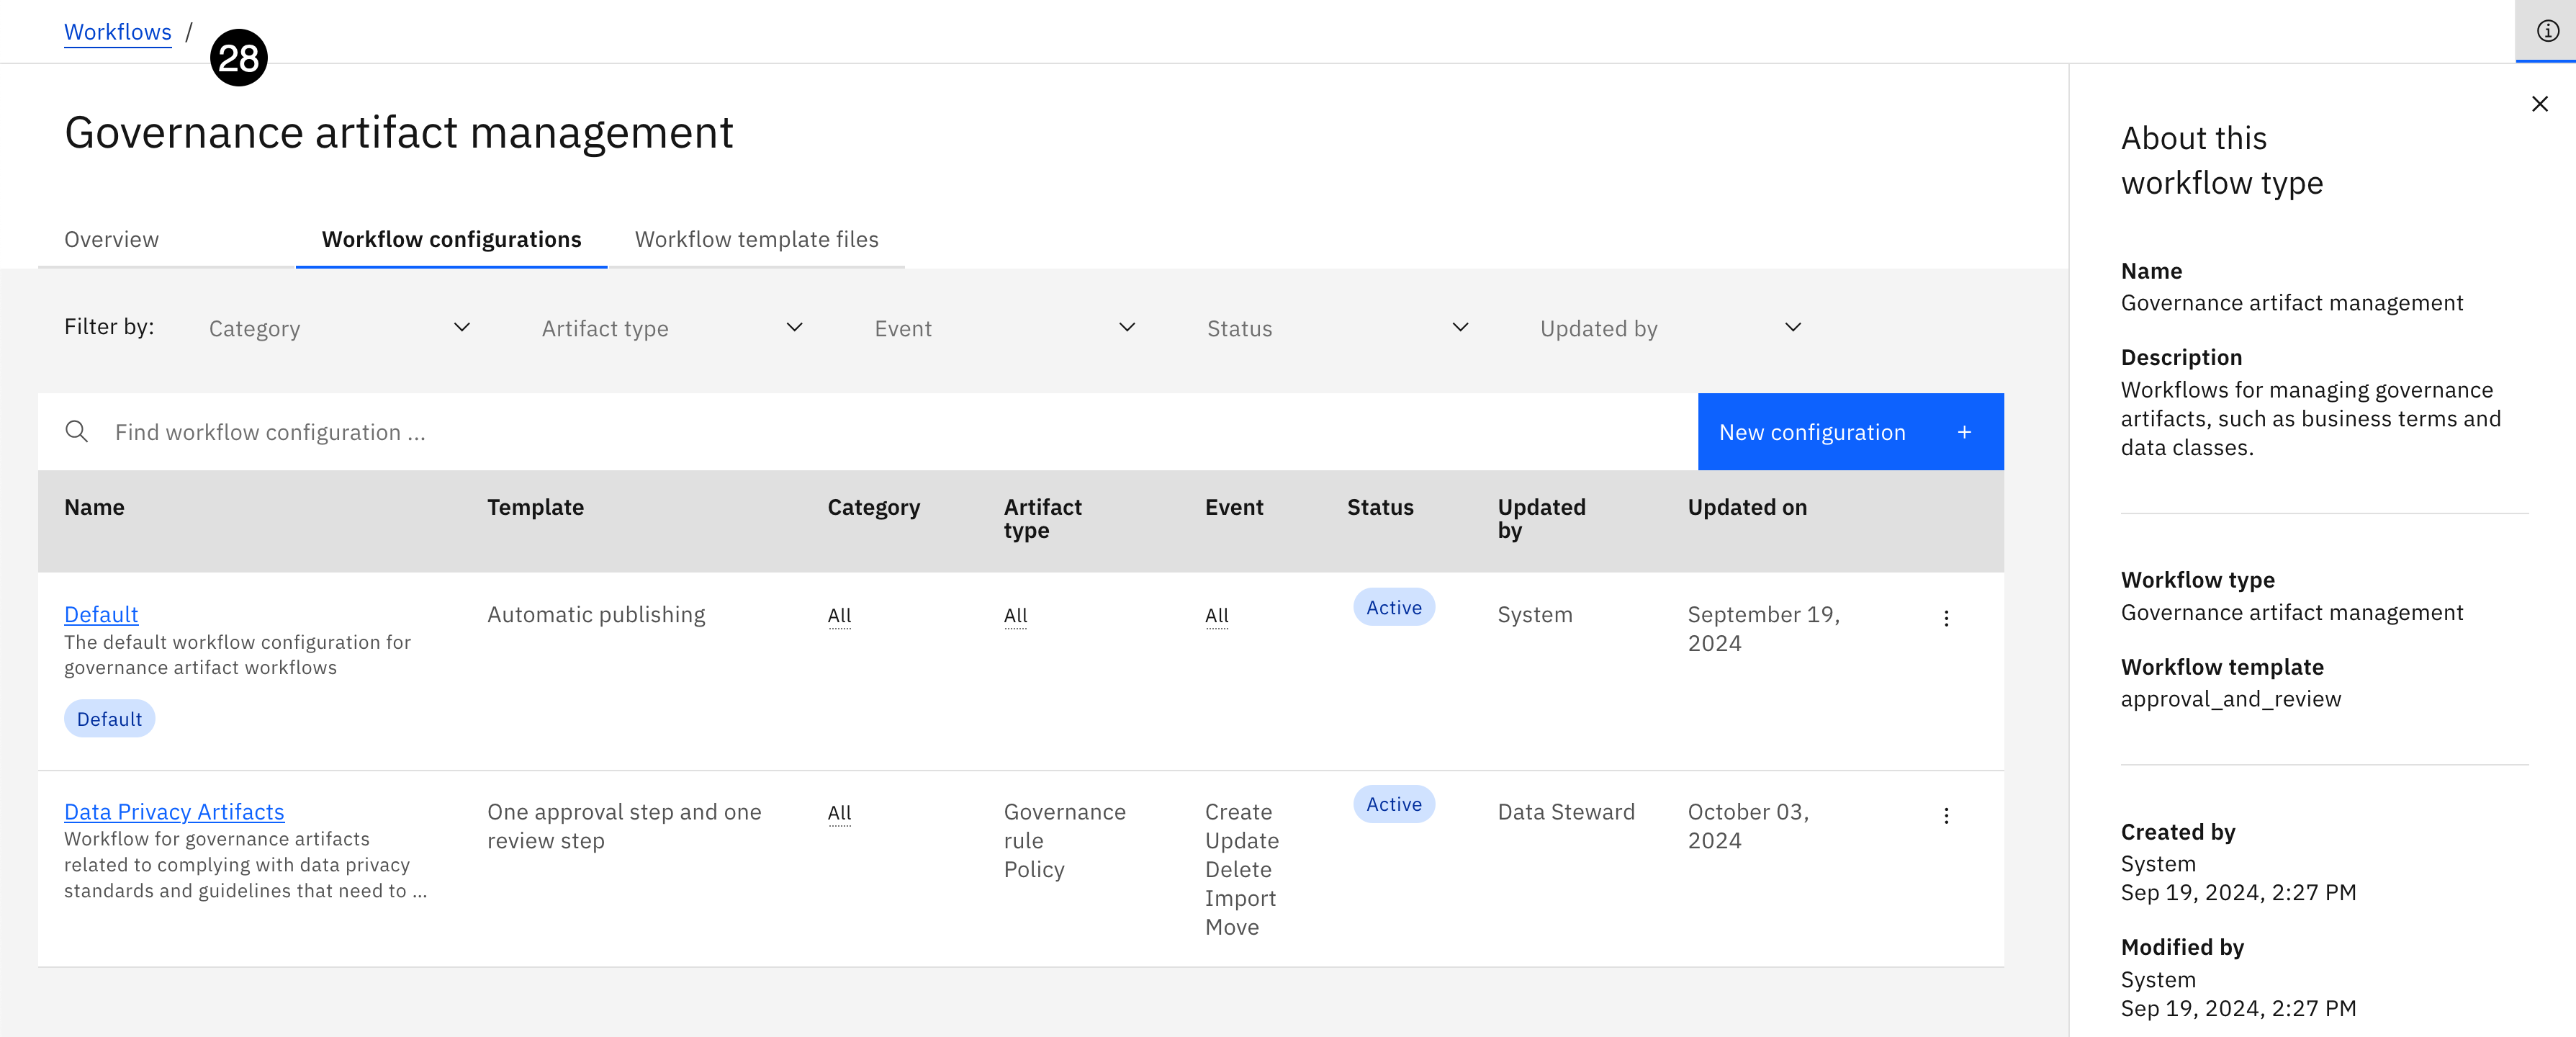 Workflows /
28
Governance artifact management
Overview
Workflow configurations
Workflow template files
Filter by:
Category
Artifact type
Event
Status
Updated by
Find workflow configuration ...
New configuration +
Name
Template
Category
Artifact
type
Event
Status
Updated
by
Updated on
Default
The default workflow configuration for
governance artifact workflows
Default
Automatic publishing
All
All
All
Active
System
September 19,
2024
Data Privacy Artifacts
Workflow for governance artifacts
related to complying with data privacy
standards and guidelines that need to ...
One approval step and one
review step
All
Governance
rule
Policy
Create
Update
Delete
Import
Move
Active
Data Steward
October 03,
2024
About this
workflow type
Name
Governance artifact management
Description
Workflows for managing governance
artifacts, such as business terms and
data classes.
Workflow type
Governance artifact management
Workflow template
approval_and_review
Created by
System
Sep 19, 2024, 2:27 PM
Modified by
System
Sep 19, 2024, 2:27 PM